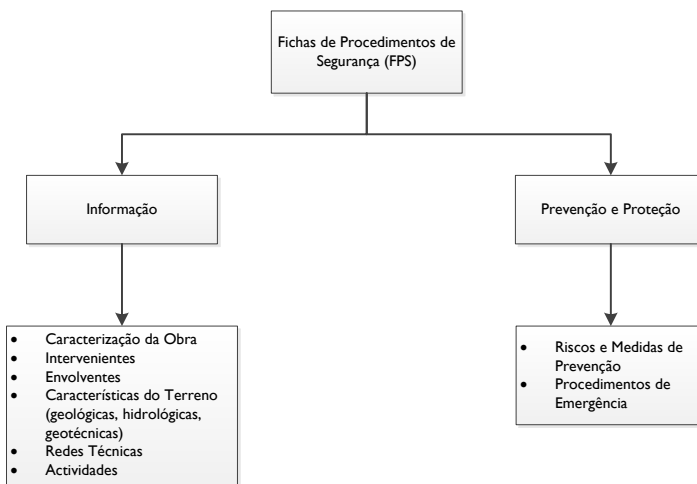 Fichas de Procedimentos de
Segurança (FPS)
Informação
Prevenção e Proteção
• Caracterização da Obra
• Intervenientes
• Envolventes
• Características do Terreno
(geológicas, hidrológicas,
geotécnicas)
• Redes Técnicas
• Actividades
• Riscos e Medidas de
Prevenção
• Procedimentos de
Emergência